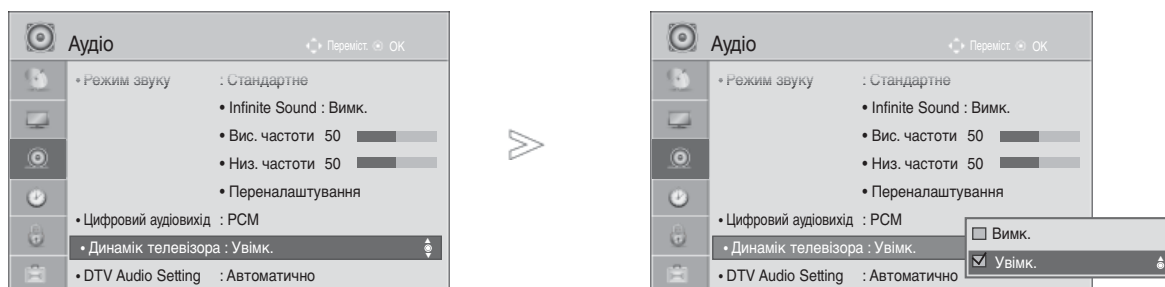 Аудіо
Переміст. OK
• Режим звуку : Стандартне
• Infinite Sound : Вимк.
• Вис. частоти 50
• Низ. частоти 50
• Переналаштування
• Цифровий аудіовихід : PCM
• Динамік телевізора : Увімк.
• DTV Audio Setting : Автоматично
>
Аудіо
Переміст. OK
• Режим звуку : Стандартне
• Infinite Sound : Вимк.
• Вис. частоти 50
• Низ. частоти 50
• Переналаштування
• Цифровий аудіовихід : PCM
• Динамік телевізора : Увімк.
• DTV Audio Setting : Автоматично
Вимк.
Увімк.